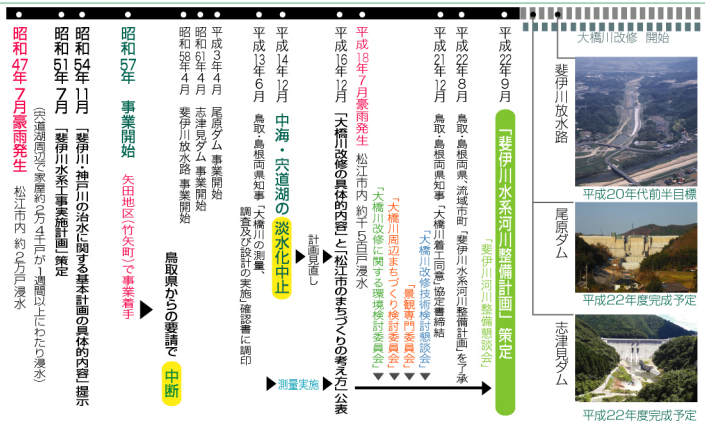 昭和47年7月豪雨発生 松江市内 約2万戸浸水
(宍道湖周辺で家屋約2万4千戸が1週間以上にわたり浸水)
昭和51年7月 「斐伊川水系工事実施計画」策定
昭和54年11月 「斐伊川・神戸川の治水に関する基本計画の具体的内容」提示
昭和57年 事業開始
矢田地区(竹矢町)で事業着手
鳥取県からの要請で
中断
昭和58年4月 斐伊川放水路 事業開始
昭和61年4月 志津見ダム 事業開始
平成3年4月 尾原ダム 事業開始
平成13年6月 鳥取・島根両県知事「大橋川の測量、
調査及び設計の実施」確認書に調印
平成14年12月 中海・宍道湖の淡水化中止
測量実施
計画見直し
平成16年12月 「大橋川改修の具体的内容」と「松江市のまちづくりの考え方」公表
平成18年7月豪雨発生 松江市内 約千5百戸浸水
「大橋川改修に関する環境検討委員会」
「大橋川周辺まちづくり検討委員会」
「景観専門委員会」
「大橋川改修技術検討懇談会」
平成21年12月 鳥取・島根両県知事「大橋川着工同意」協定書締結
平成22年8月 鳥取・島根両県、流域市町「斐伊川水系河川整備計画」を了承
「斐伊川河川整備懇談会」
平成22年9月 「斐伊川水系河川整備計画」 策定
大橋川改修 開始
斐伊川放水路
平成20年代前半目標
尾原ダム
平成22年度完成予定
志津見ダム
平成22年度完成予定